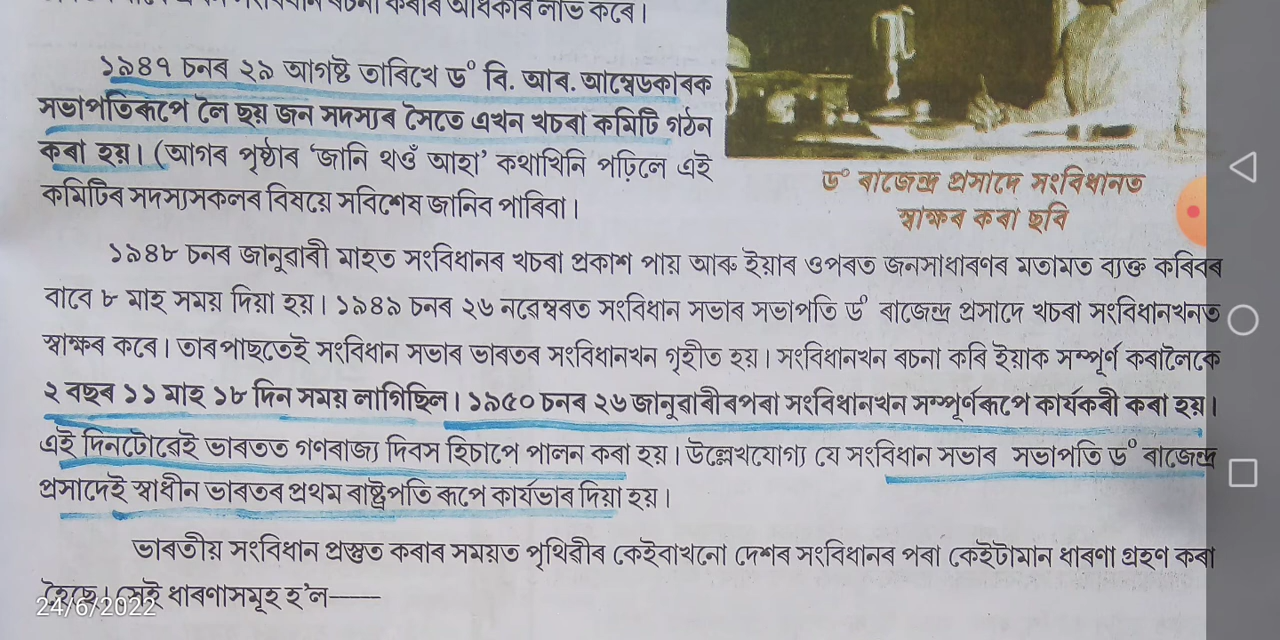 সংবিধান ৰচনা কৰাৰ অধিকাৰ লাভ কৰে।
১৯৪৭ চনৰ ২৯ আগষ্ট তাৰিখে ড° বি. আৰ. আম্বেডকাৰক
সভাপতিৰূপে লৈ ছয় জন সদস্যৰ সৈতে এখন খচৰা কমিটি গঠন
কৰা হয়। (আগৰ পৃষ্ঠাৰ ‘জানি থওঁ আহা’ কথাখিনি পঢ়িলে এই
কমিটিৰ সদস্যসকলৰ বিষয়ে সবিশেষ জানিব পাৰিবা।
ড° ৰাজেন্দ্ৰ প্ৰসাদে সংবিধানত
স্বাক্ষৰ কৰা ছবি
১৯৪৮ চনৰ জানুৱাৰী মাহত সংবিধানৰ খচৰা প্ৰকাশ পায় আৰু ইয়াৰ ওপৰত জনসাধাৰণৰ মতামত ব্যক্ত কৰিবৰ
বাবে ৮ মাহ সময় দিয়া হয়। ১৯৪৯ চনৰ ২৬ নৱেম্বৰত সংবিধান সভাৰ সভাপতি ড° ৰাজেন্দ্ৰ প্ৰসাদে খচৰা সংবিধানখনত
স্বাক্ষৰ কৰে। তাৰপাছতেই সংবিধান সভাৰ ভাৰতৰ সংবিধানখন গৃহীত হয়। সংবিধানখন ৰচনা কৰি ইয়াক সম্পূৰ্ণ কৰালৈকে
২ বছৰ ১১ মাহ ১৮ দিন সময় লাগিছিল। ১৯৫০ চনৰ ২৬ জানুৱাৰীৰপৰা সংবিধানখন সম্পূৰ্ণৰূপে কাৰ্যকৰী কৰা হয়।
এই দিনটোৱেই ভাৰতত গণৰাজ্য দিবস হিচাপে পালন কৰা হয়। উল্লেখযোগ্য যে সংবিধান সভাৰ সভাপতি ড° ৰাজেন্দ্ৰ
প্ৰসাদেই স্বাধীন ভাৰতৰ প্ৰথম ৰাষ্ট্ৰপতি ৰূপে কাৰ্যভাৰ দিয়া হয়।
ভাৰতীয় সংবিধান প্ৰস্তুত কৰাৰ সময়ত পৃথিৱীৰ কেইবাখনো দেশৰ সংবিধানৰ পৰা কেইটামান ধাৰণা গ্ৰহণ কৰা
হৈছে। সেই ধাৰণাসমূহ হ’ল——
24/6/2022